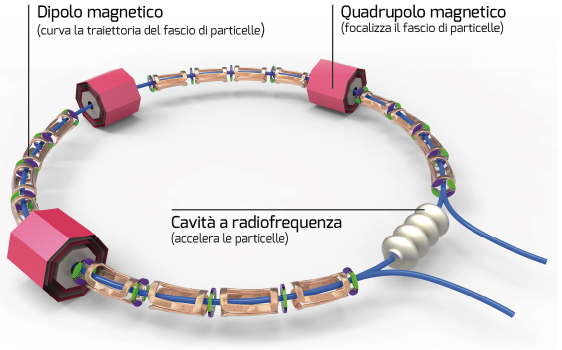 Dipolo magnetico
(curva la traiettoria del fascio di particelle)
Quadrupolo magnetico
(focalizza il fascio di particelle)
Cavità a radiofrequenza
(accelera le particelle)